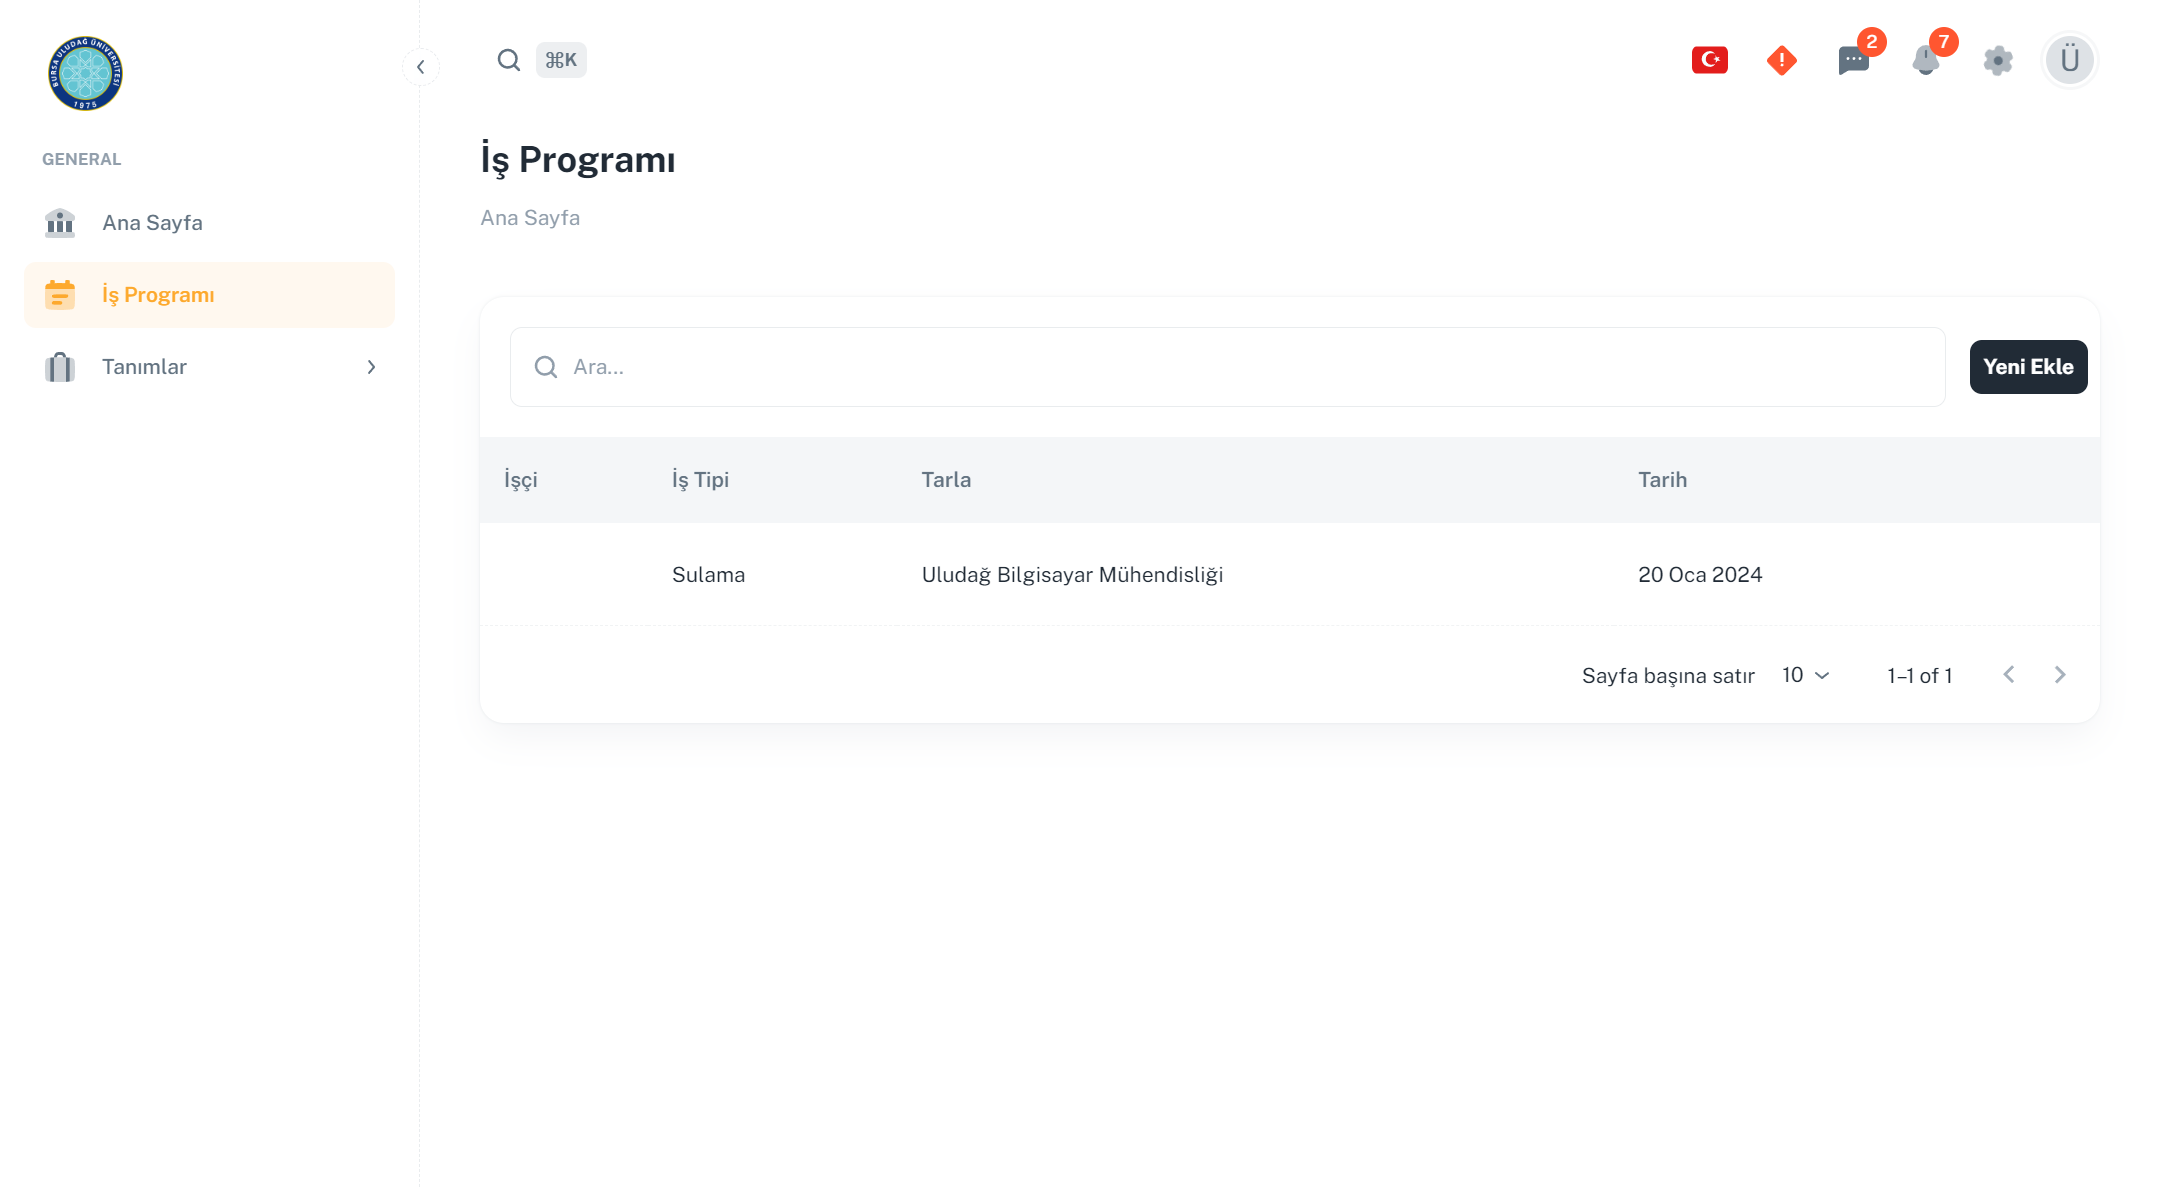 BURSA ULUDAĞ ÜNİVERSİTESİ
1975
GENERAL
Ana Sayfa
İş Programı
Tanımlar
⌘K
2
7
Ü
İş Programı
Ana Sayfa
Ara...
Yeni Ekle
İşçi İş Tipi Tarla Tarih
Sulama Uludağ Bilgisayar Mühendisliği 20 Oca 2024
Sayfa başına satır 10 1–1 of 1